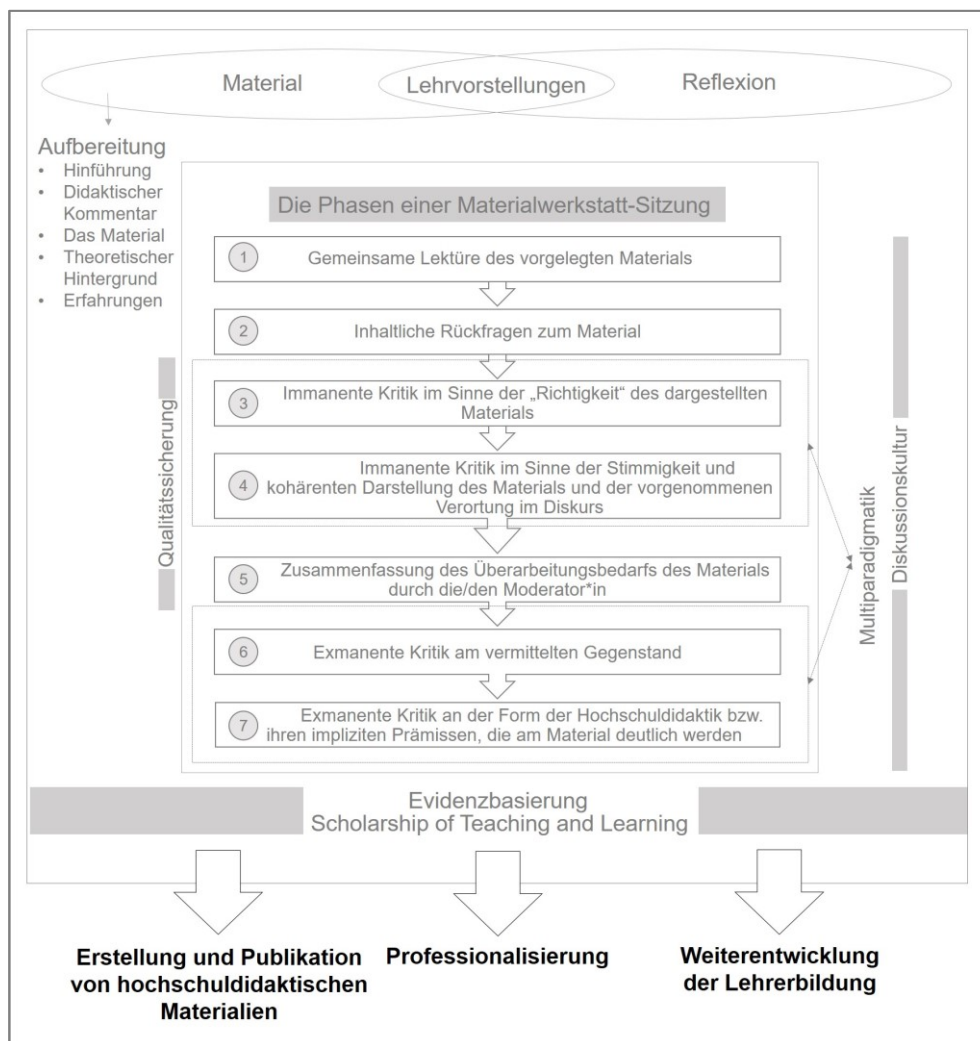 Material
Lehrvorstellungen
Reflexion
Aufbereitung
• Hinführung
• Didaktischer
Kommentar
• Das Material
• Theoretischer
Hintergrund
• Erfahrungen
Die Phasen einer Materialwerkstatt-Sitzung
1 Gemeinsame Lektüre des vorgelegten Materials
2 Inhaltliche Rückfragen zum Material
3 Immanente Kritik im Sinne der „Richtigkeit“ des dargestellten
Materials
4 Immanente Kritik im Sinne der Stimmigkeit und
kohärenten Darstellung des Materials und der vorgenommenen
Verortung im Diskurs
5 Zusammenfassung des Überarbeitungsbedarfs des Materials
durch die/den Moderator*in
6 Exmanente Kritik am vermittelten Gegenstand
7 Exmanente Kritik an der Form der Hochschuldidaktik bzw.
ihren impliziten Prämissen, die am Material deutlich werden
Qualitätssicherung
Multiparadigmatik
Diskussionskultur
Evidenzbasierung
Scholarship of Teaching and Learning
Erstellung und Publikation
von hochschuldidaktischen
Materialien
Professionalisierung
Weiterentwicklung
der Lehrerbildung